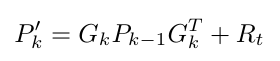 $P'_k = G_k P_{k-1} G_k^T + R_t$